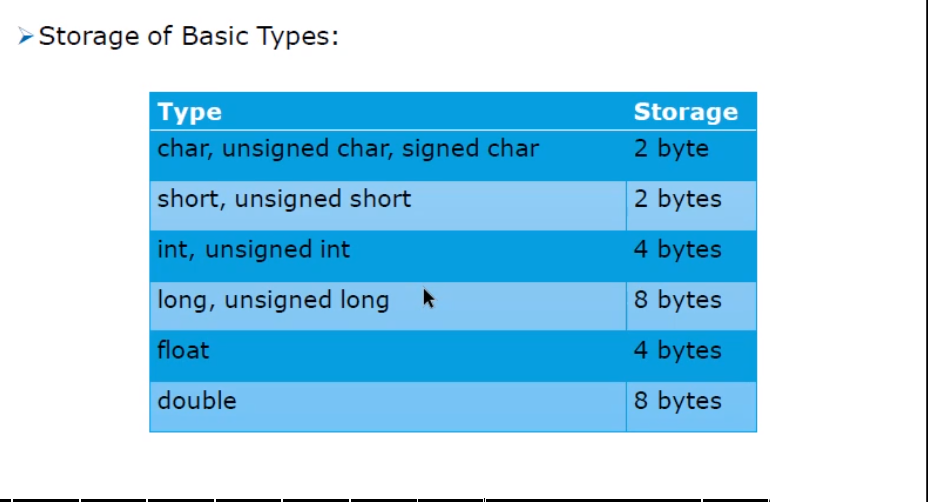 Storage of Basic Types:
Type Storage
char, unsigned char, signed char 2 byte
short, unsigned short 2 bytes
int, unsigned int 4 bytes
long, unsigned long 8 bytes
float 4 bytes
double 8 bytes